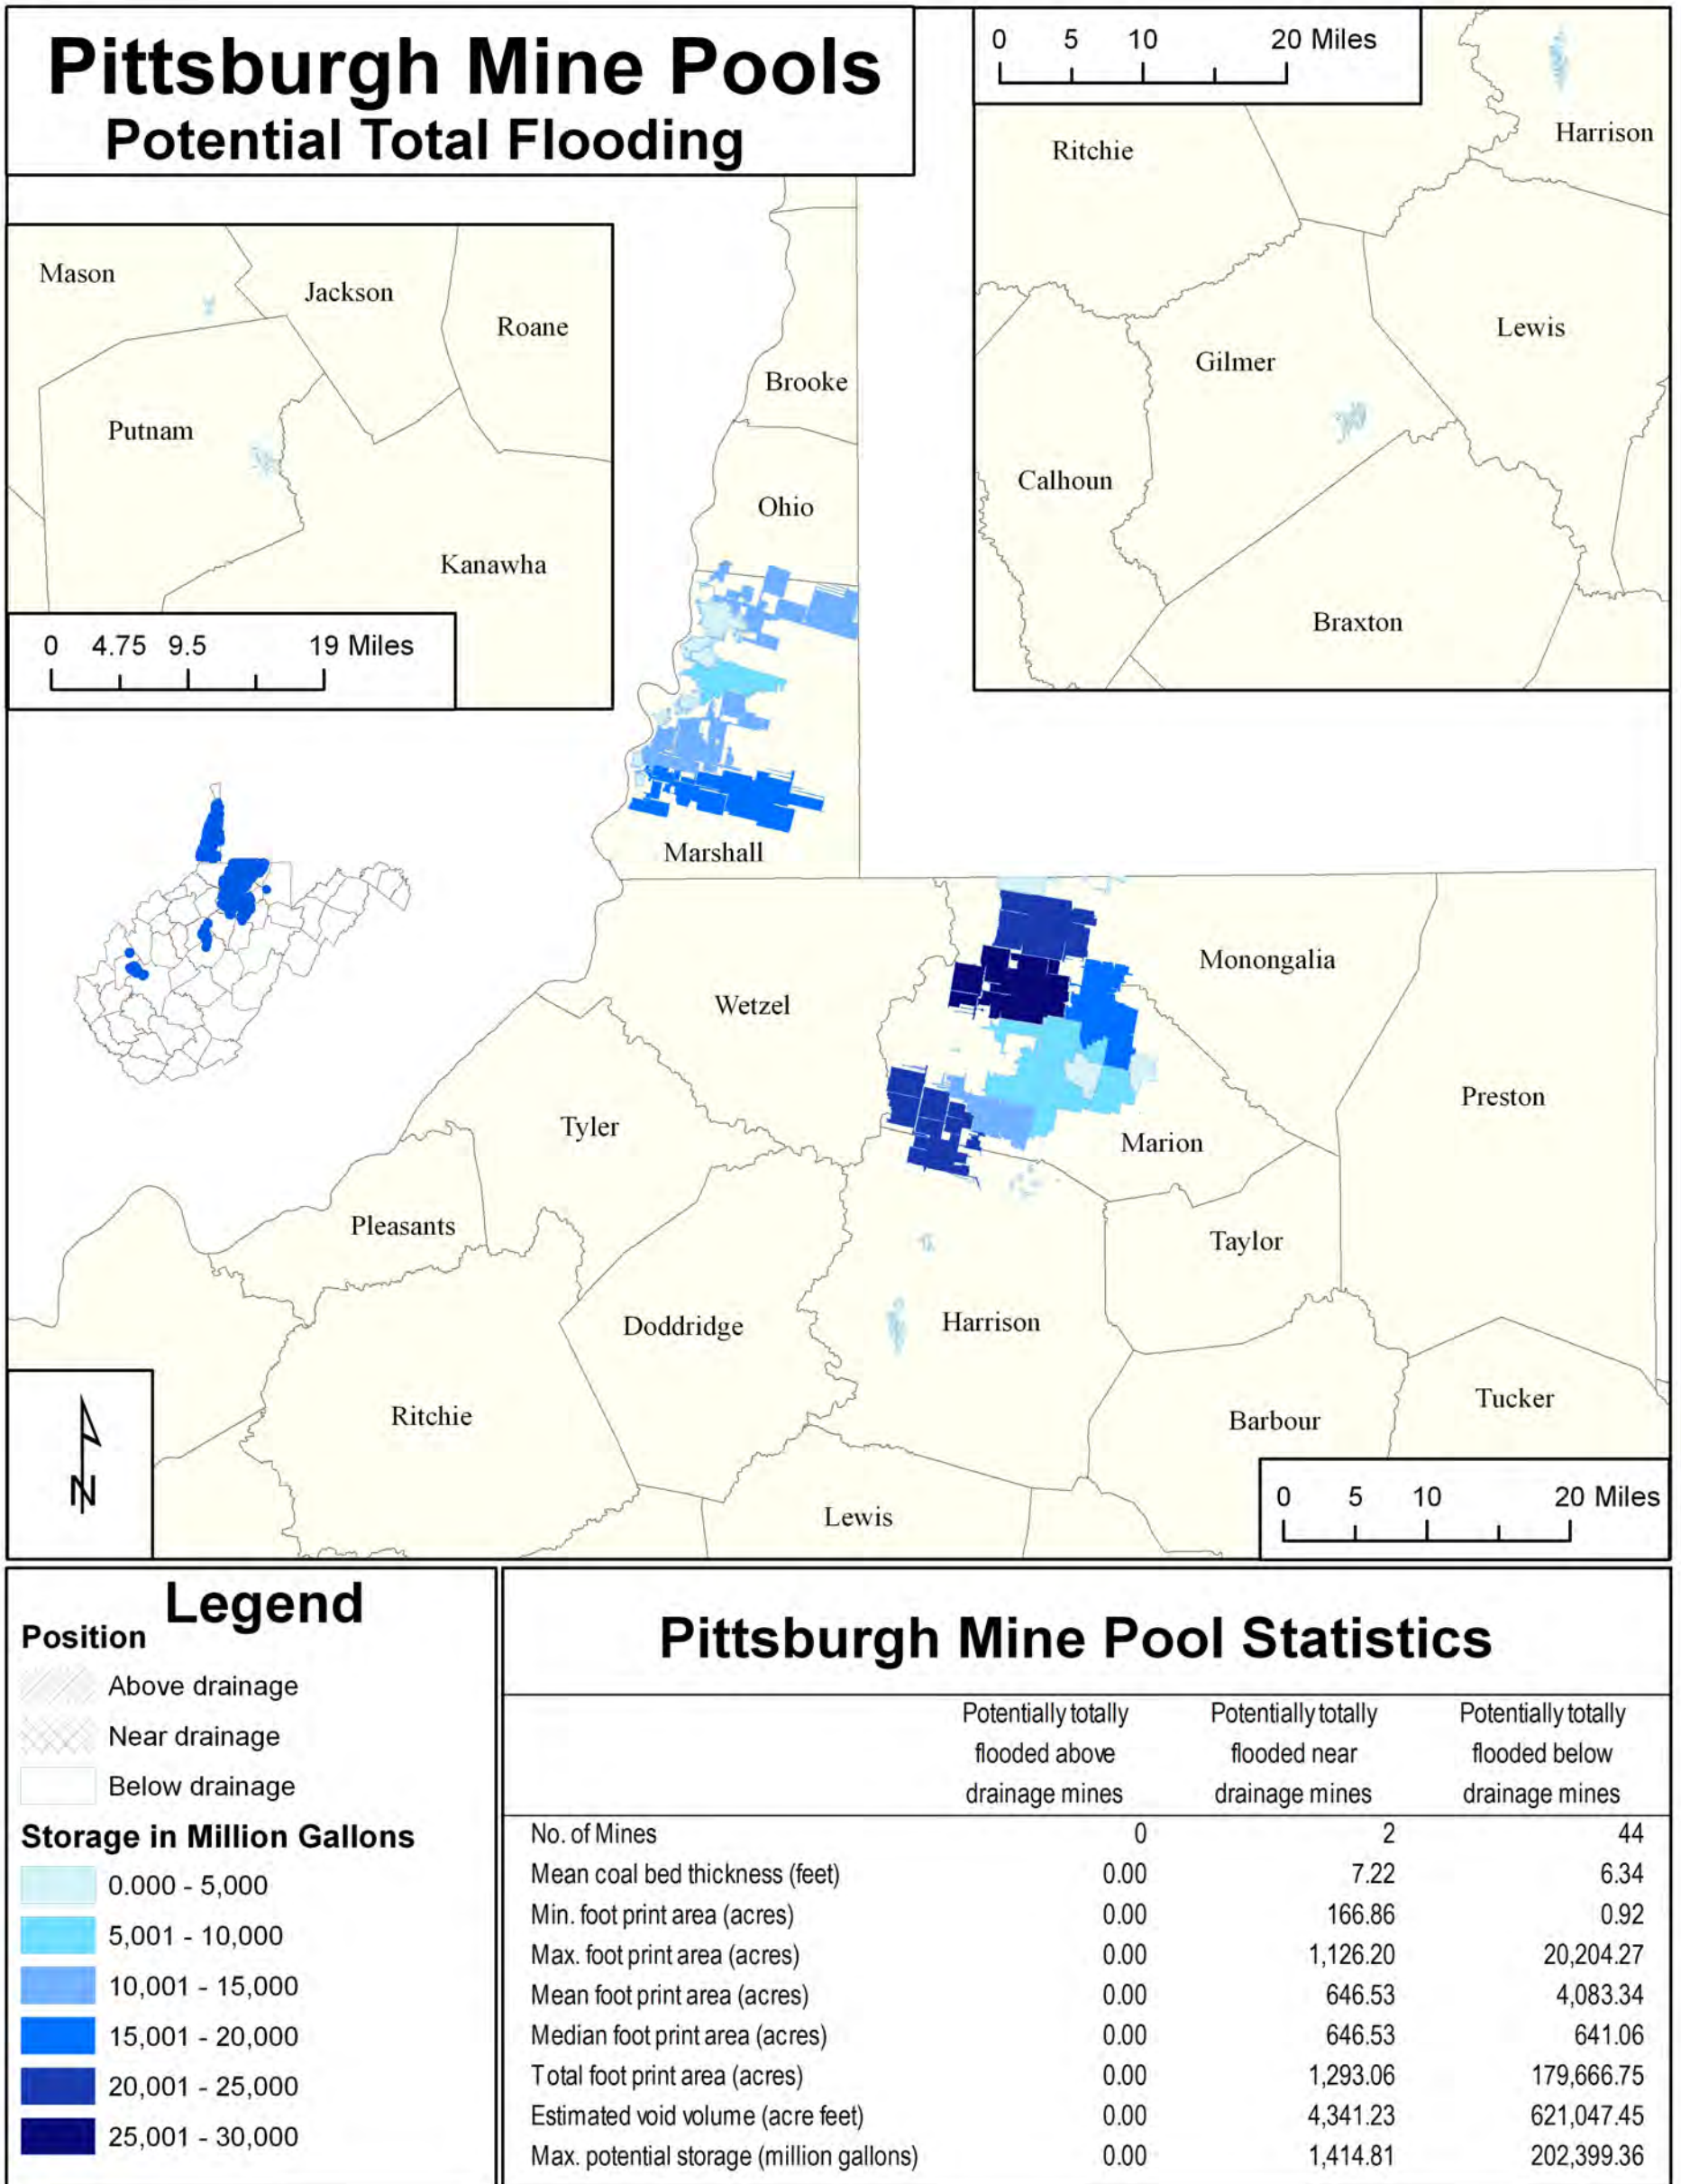 Pittsburgh Mine Pools
Potential Total Flooding
0 5 10 20 Miles
Ritchie
Harrison
Lewis
Gilmer
Calhoun
Braxton
Mason
Jackson
Roane
Putnam
Kanawha
0 4.75 9.5 19 Miles
Brooke
Ohio
Marshall
Monongalia
Wetzel
Preston
Tyler
Marion
Pleasants
Taylor
Doddridge
Harrison
Ritchie
Tucker
Barbour
Lewis
N
0 5 10 20 Miles
Legend
Position
Above drainage
Near drainage
Below drainage
Storage in Million Gallons
0.000 - 5,000
5,001 - 10,000
10,001 - 15,000
15,001 - 20,000
20,001 - 25,000
25,001 - 30,000
Pittsburgh Mine Pool Statistics
Potentially totally Potentially totally Potentially totally
flooded above flooded near flooded below
drainage mines drainage mines drainage mines
No. of Mines 0 2 44
Mean coal bed thickness (feet) 0.00 7.22 6.34
Min. foot print area (acres) 0.00 166.86 0.92
Max. foot print area (acres) 0.00 1,126.20 20,204.27
Mean foot print area (acres) 0.00 646.53 4,083.34
Median foot print area (acres) 0.00 646.53 641.06
Total foot print area (acres) 0.00 1,293.06 179,666.75
Estimated void volume (acre feet) 0.00 4,341.23 621,047.45
Max. potential storage (million gallons) 0.00 1,414.81 202,399.36